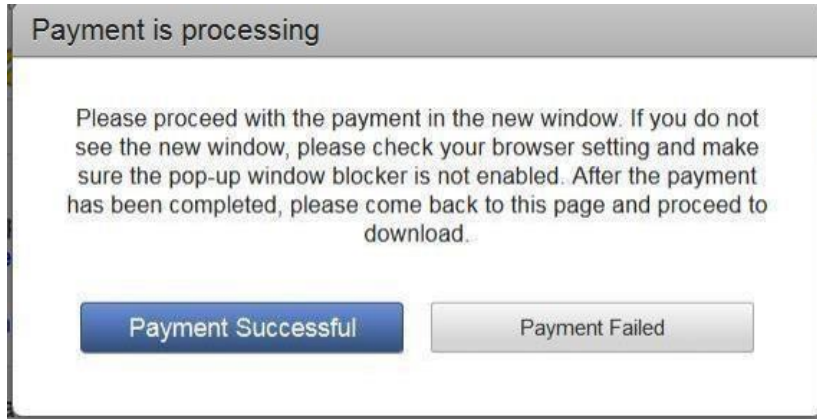 Payment is processing
Please proceed with the payment in the new window. If you do not
see the new window, please check your browser setting and make
sure the pop-up window blocker is not enabled. After the payment
has been completed, please come back to this page and proceed to
download.
Payment Successful
Payment Failed